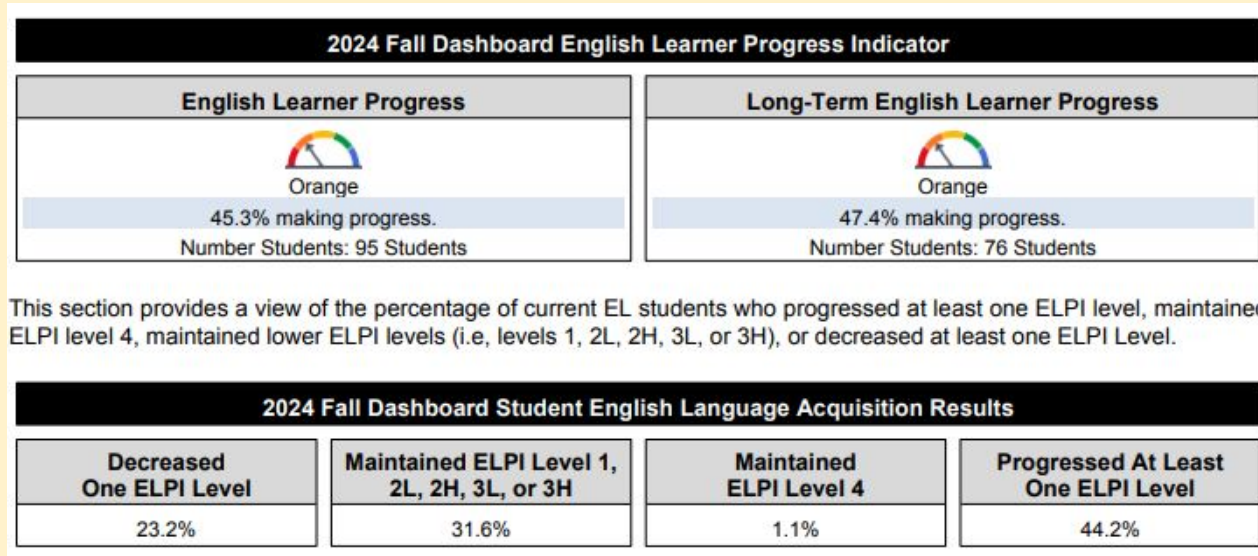 2024 Fall Dashboard English Learner Progress Indicator
English Learner Progress
Orange
45.3% making progress.
Number Students: 95 Students
Long-Term English Learner Progress
Orange
47.4% making progress.
Number Students: 76 Students
This section provides a view of the percentage of current EL students who progressed at least one ELPI level, maintained
ELPI level 4, maintained lower ELPI levels (i.e, levels 1, 2L, 2H, 3L, or 3H), or decreased at least one ELPI Level.
2024 Fall Dashboard Student English Language Acquisition Results
Decreased
One ELPI Level
23.2%
Maintained ELPI Level 1,
2L, 2H, 3L, or 3H
31.6%
Maintained
ELPI Level 4
1.1%
Progressed At Least
One ELPI Level
44.2%